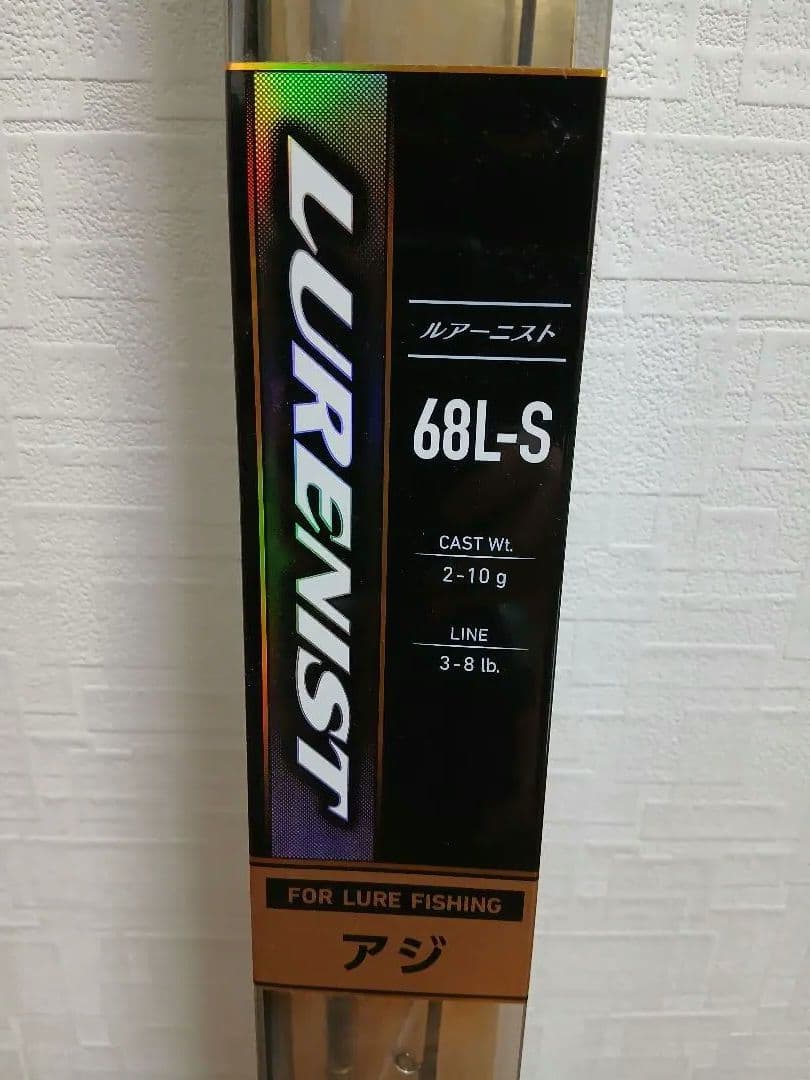 LURENIST
ルアーニスト
68L-S
CAST Wt.
2-10 g
LINE
3-8 lb.
FOR LURE FISHING
アジ